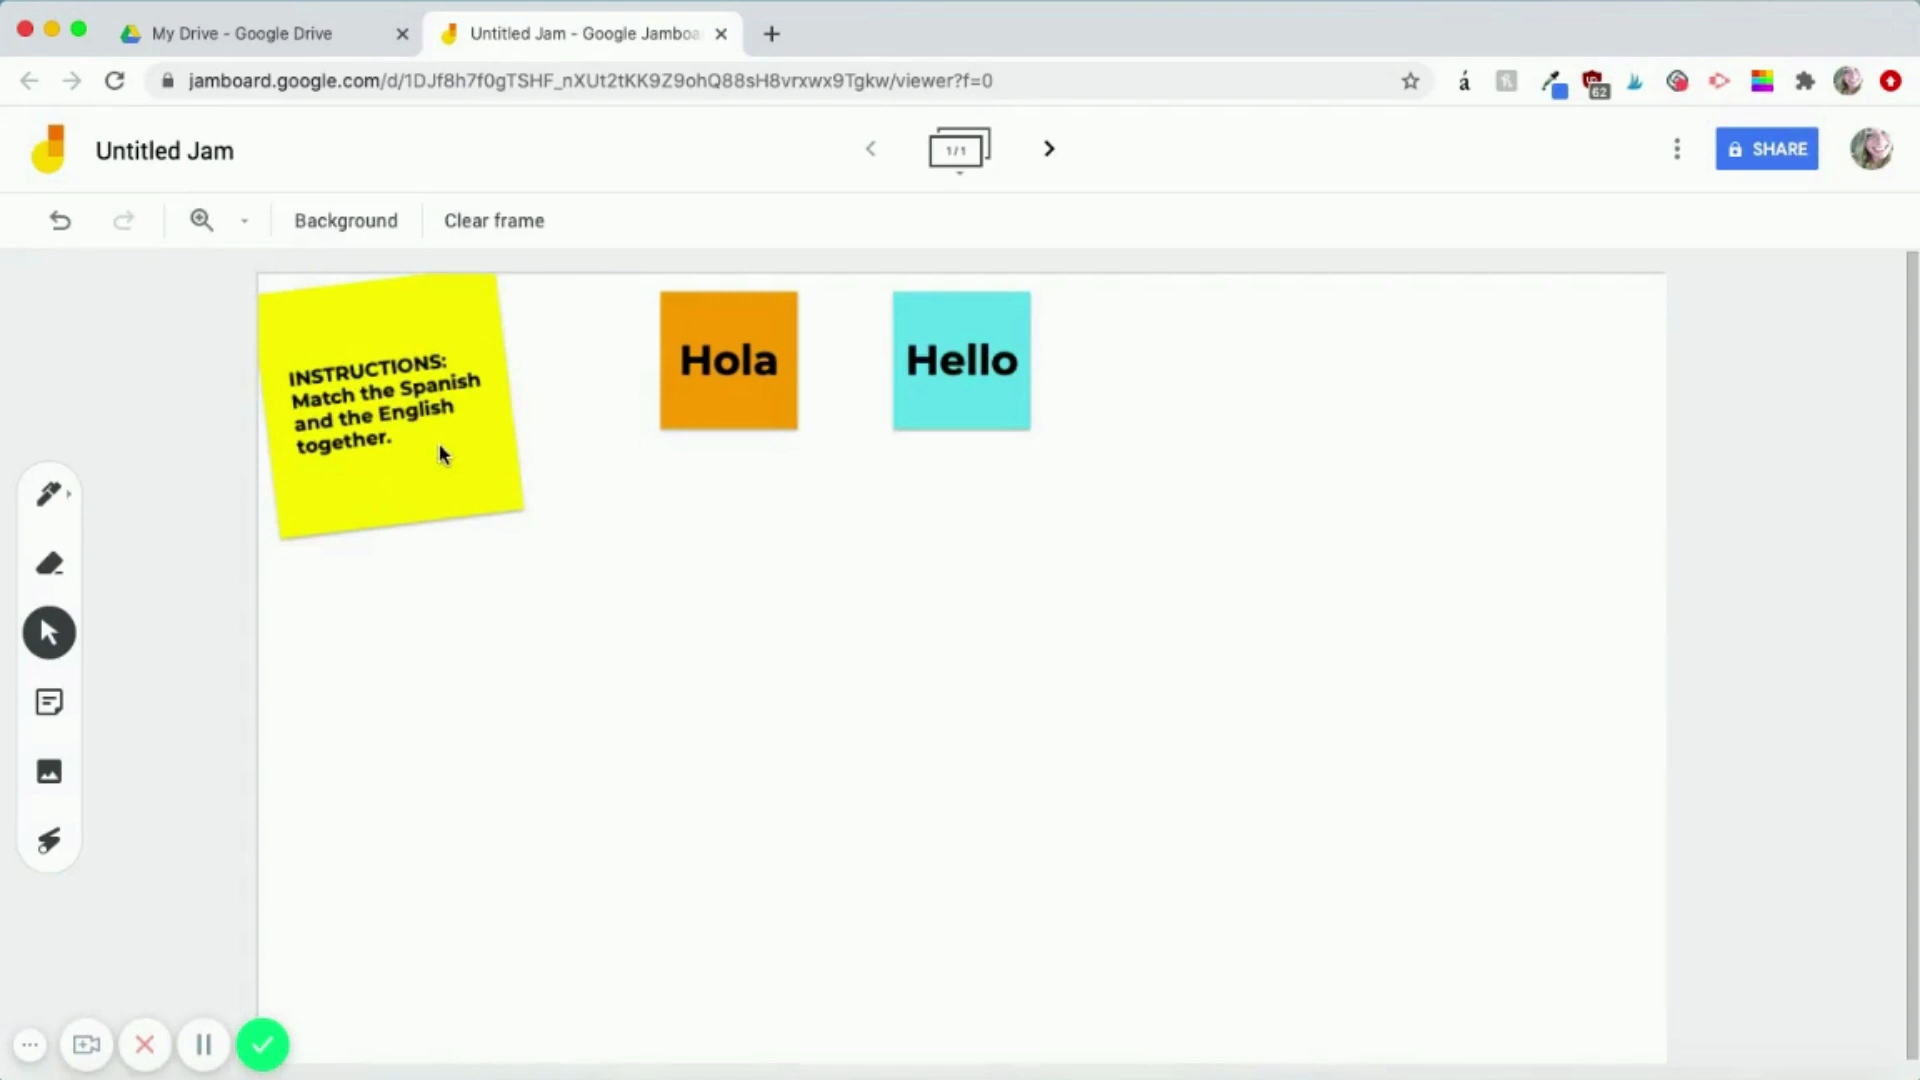 My Drive - Google Drive
Untitled Jam - Google Jamboa
jamboard.google.com/d/1DJf8h7f0gTSHF_nXUt2tKK9Z9ohQ88sH8vrxwx9Tgkw/viewer?f=0
á
62
Untitled Jam
1/1
SHARE
Background
Clear frame
INSTRUCTIONS:
Match the Spanish
and the English
together.
Hola
Hello